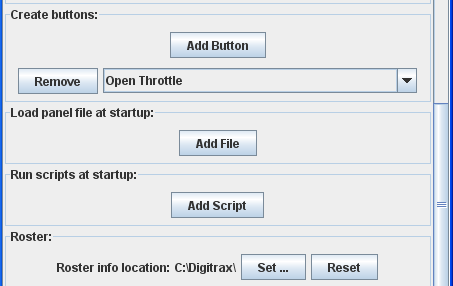 Create buttons:
Add Button
Remove Open Throttle
Load panel file at startup:
Add File
Run scripts at startup:
Add Script
Roster:
Roster info location: C:\Digitrax\ Set ... Reset